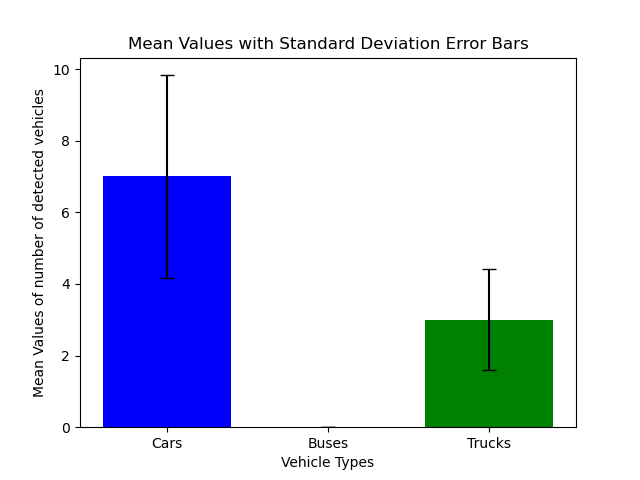 Mean Values with Standard Deviation Error Bars
Mean Values of number of detected vehicles
10
8
6
4
2
0
Cars
Buses
Trucks
Vehicle Types